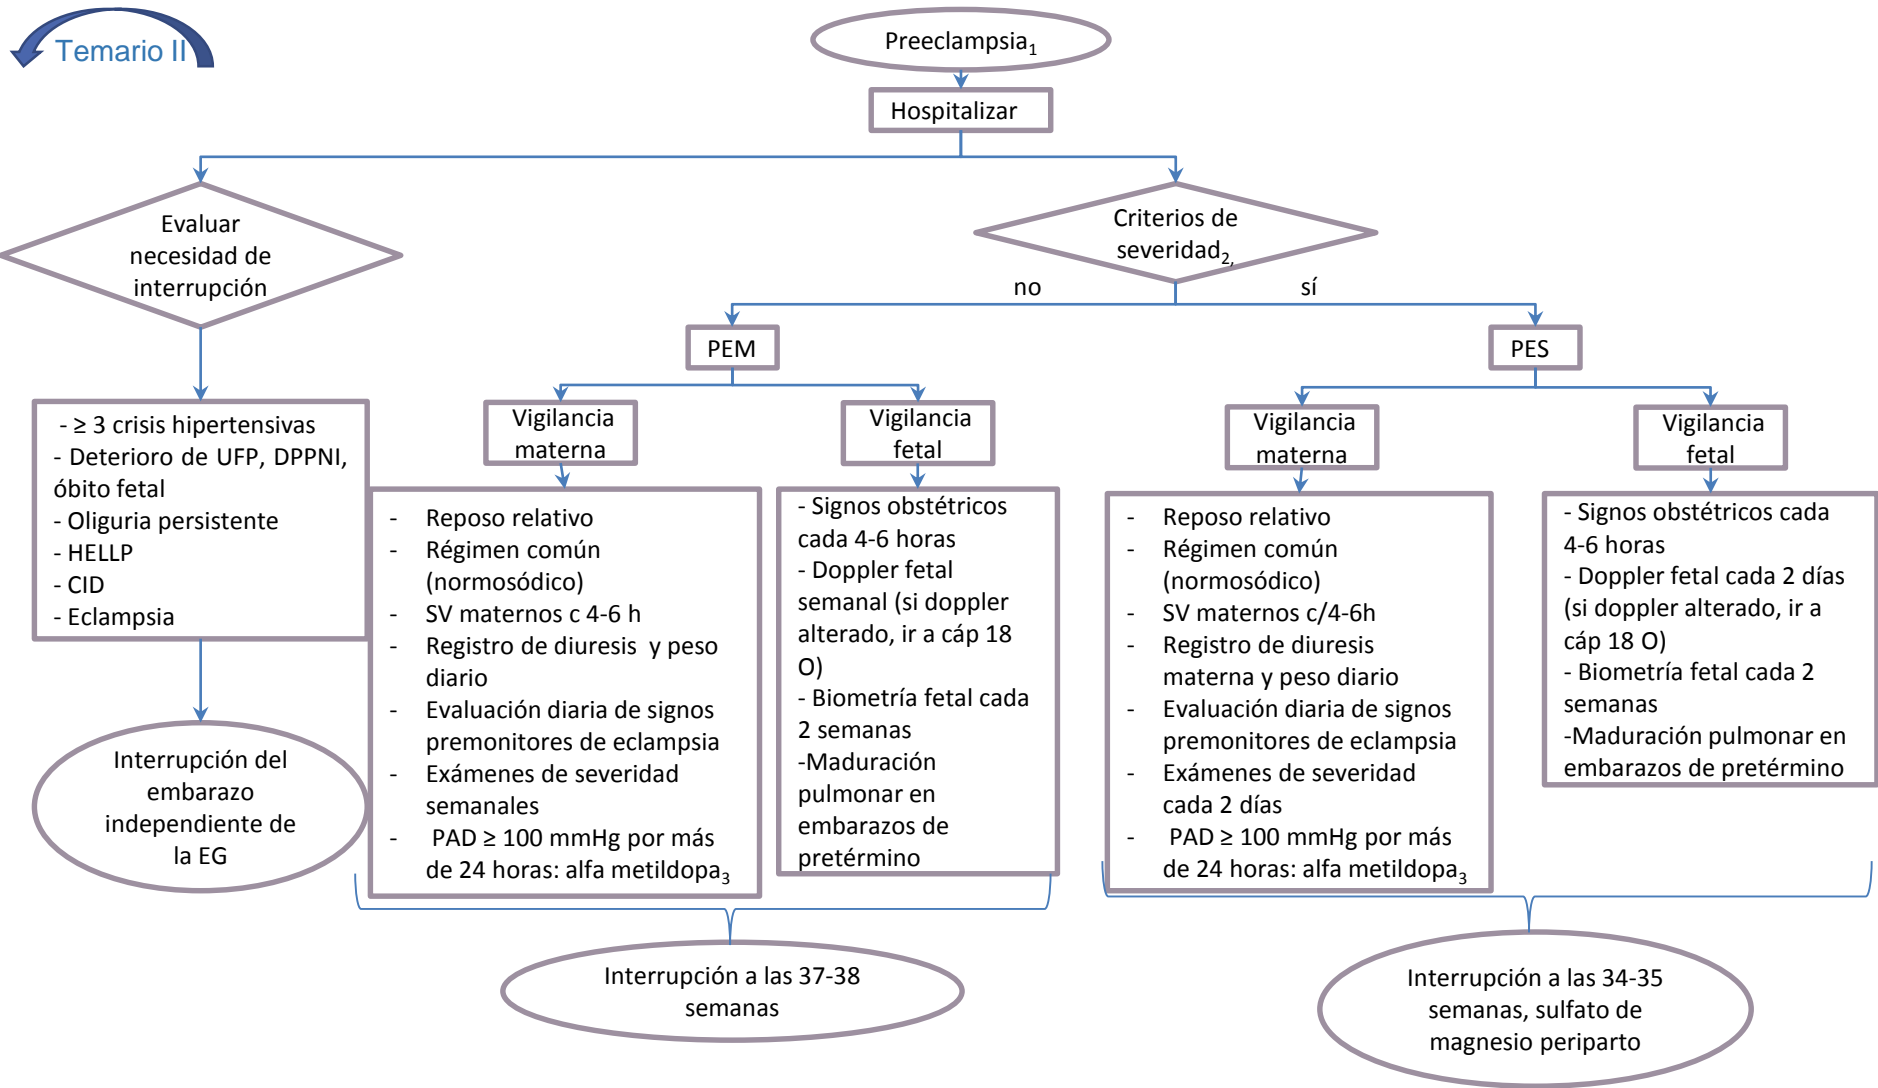 Temario II
Preeclampsia1
Hospitalizar
Evaluar
necesidad de
interrupción
Criterios de
severidad2,
no
sí
PEM
PES
- ≥ 3 crisis hipertensivas
- Deterioro de UFP, DPPNI,
óbito fetal
- Oliguria persistente
- HELLP
- CID
- Eclampsia
Interrupción del
embarazo
independiente de
la EG
Vigilancia
materna
- Reposo relativo
- Régimen común
(normosódico)
- SV maternos c 4-6 h
- Registro de diuresis y peso
diario
- Evaluación diaria de signos
premonitores de eclampsia
- Exámenes de severidad
semanales
- PAD ≥ 100 mmHg por más
de 24 horas: alfa metildopa3
Vigilancia
fetal
- Signos obstétricos
cada 4-6 horas
- Doppler fetal
semanal (si doppler
alterado, ir a cáp 18
O)
- Biometría fetal cada
2 semanas
-Maduración
pulmonar en
embarazos de
pretérmino
Interrupción a las 37-38
semanas
Vigilancia
materna
- Reposo relativo
- Régimen común
(normosódico)
- SV maternos c/4-6h
- Registro de diuresis
materna y peso diario
- Evaluación diaria de signos
premonitores de eclampsia
- Exámenes de severidad
cada 2 días
- PAD ≥ 100 mmHg por más
de 24 horas: alfa metildopa3
Vigilancia
fetal
- Signos obstétricos cada
4-6 horas
- Doppler fetal cada 2 días
(si doppler alterado, ir a
cáp 18 O)
- Biometría fetal cada 2
semanas
-Maduración pulmonar en
embarazos de pretérmino
Interrupción a las 34-35
semanas, sulfato de
magnesio periparto